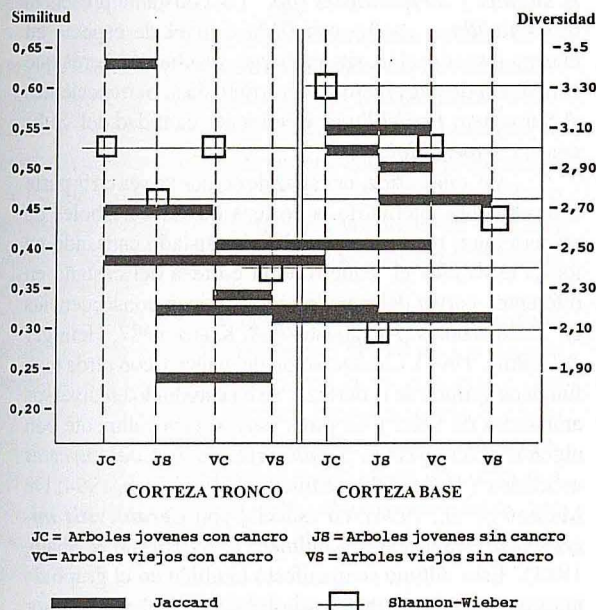 Similitud Diversidad
0,65 -3.5
0,60 -3.30
0,55 -3.10
0,50 -2,90
0,45 -2,70
0,40 -2,50
0,35 -2.30
0,30 -2,10
0,25 -1,90
0,20
JC JS VC VS JC JS VC VS
CORTEZA TRONCO CORTEZA BASE
JC = Arboles jovenes con cancro JS = Arboles jovenes sin cancro
VC = Arboles viejos con cancro VS = Arboles viejos sin cancro
Jaccard Shannon-Wieber